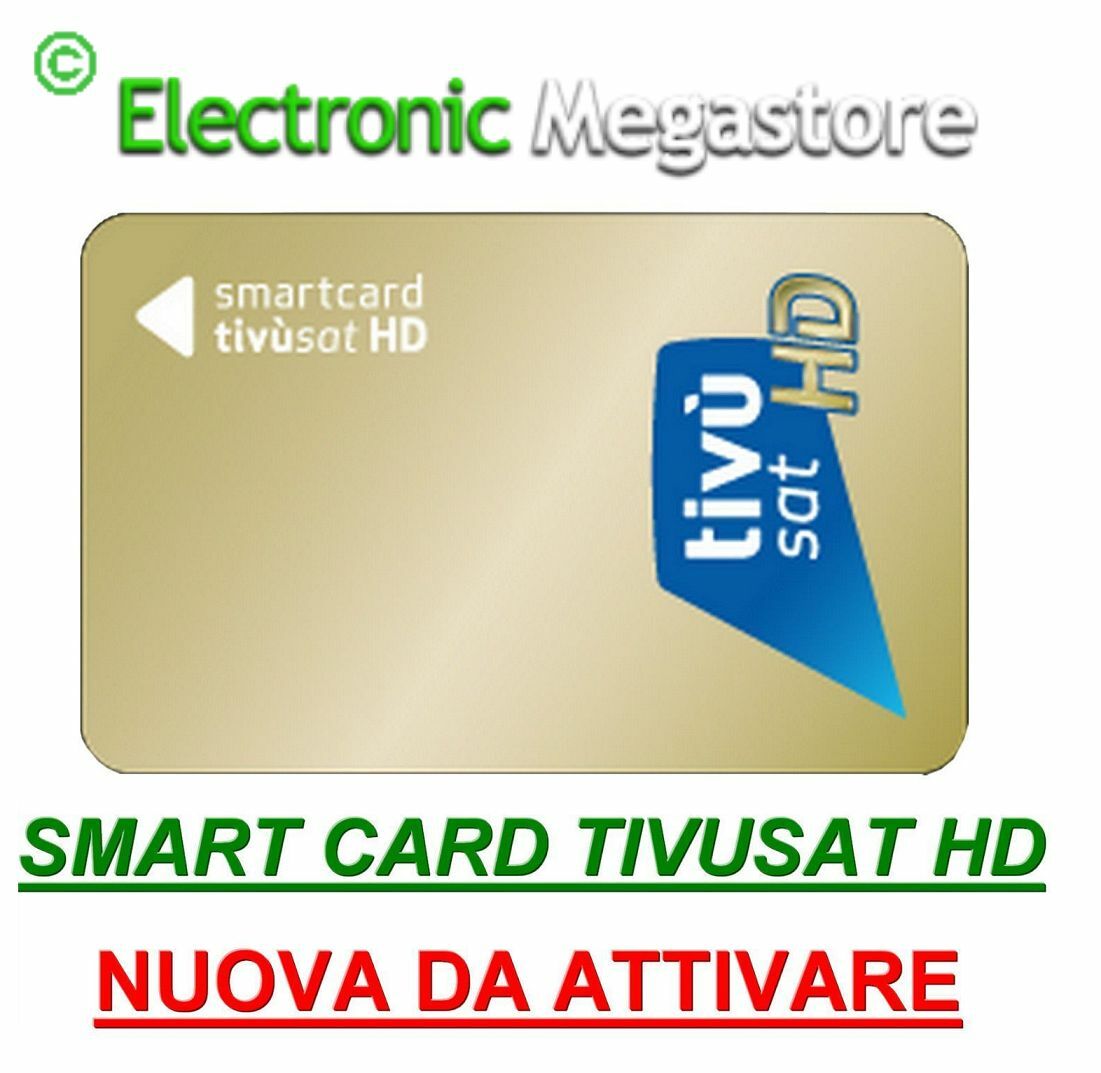 ©
Electronic Megastore
smartcard
tivùsat HD
tivù
sat
HD
SMART CARD TIVUSAT HD
NUOVA DA ATTIVARE